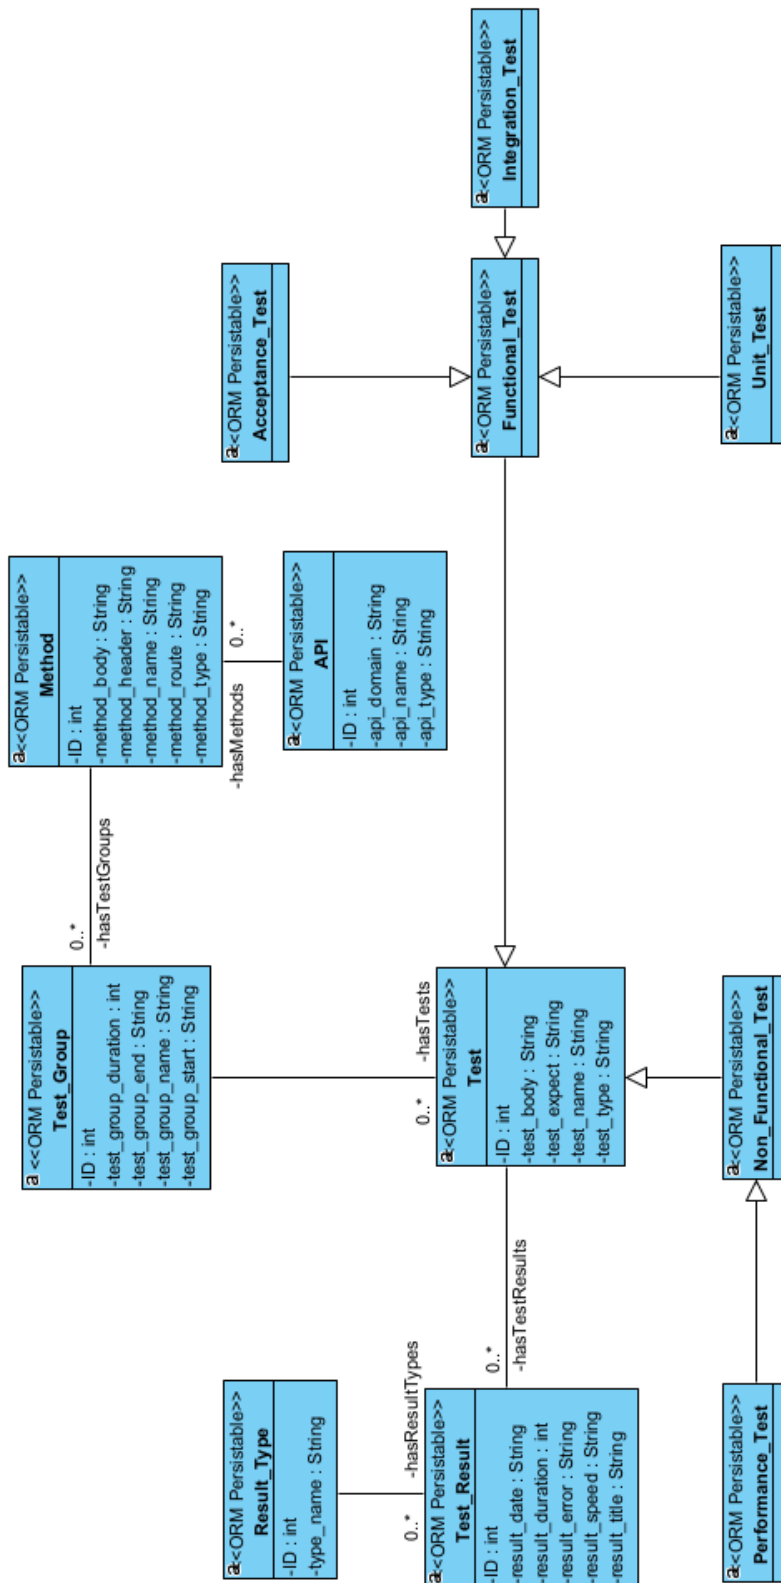 a<<ORM Persistable>>
Result_Type
-ID : int
-type_name : String
0..*
-hasResultTypes
a<<ORM Persistable>>
Test_Result
-ID : int
-result_date : String
-result_duration : int
-result_error : String
-result_speed : String
-result_title : String
0..*
-hasTestResults
a <<ORM Persistable>>
Test_Group
-ID : int
-test_group_duration : int
-test_group_end : String
-test_group_name : String
-test_group_start : String
0..*
-hasTestGroups
0..*
-hasTests
a<<ORM Persistable>>
Test
-ID : int
-test_body : String
-test_expect : String
-test_name : String
-test_type : String
a<<ORM Persistable>>
Method
-ID : int
-method_body : String
-method_header : String
-method_name : String
-method_route : String
-method_type : String
-hasMethods
0..*
a<<ORM Persistable>>
API
-ID : int
-api_domain : String
-api_name : String
-api_type : String
a<<ORM Persistable>>
Acceptance_Test
a<<ORM Persistable>>
Functional_Test
a<<ORM Persistable>>
Integration_Test
a<<ORM Persistable>>
Unit_Test
a<<ORM Persistable>>
Non_Functional_Test
a<<ORM Persistable>>
Performance_Test